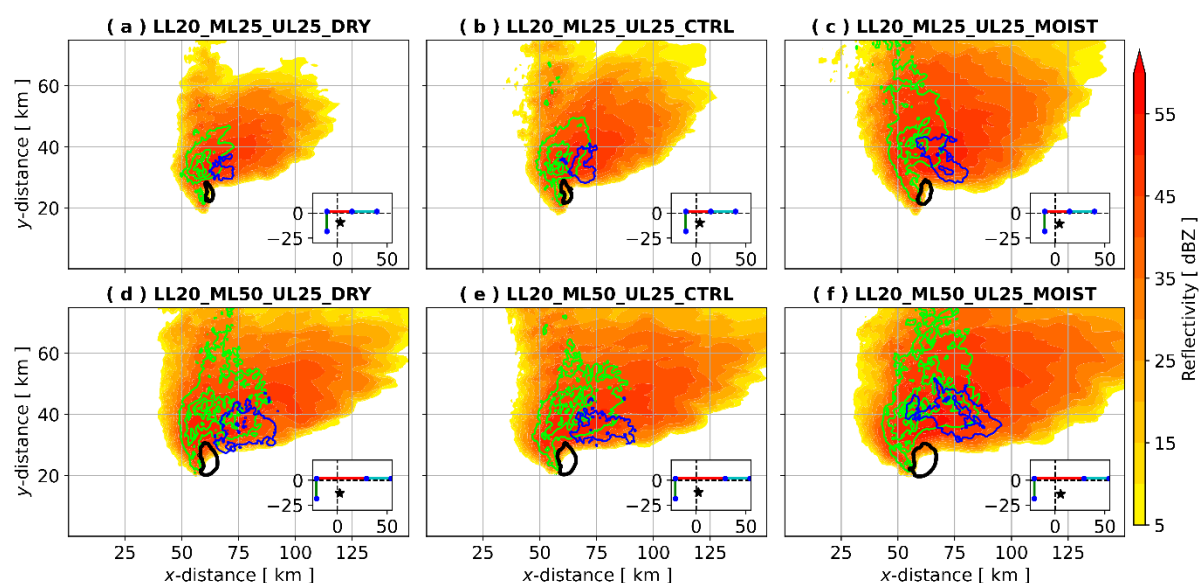 ( a ) LL20_ML25_UL25_DRY
( b ) LL20_ML25_UL25_CTRL
( c ) LL20_ML25_UL25_MOIST
y-distance [ km ]
60
40
20
0
−25
0
50
0
−25
0
50
0
−25
0
50
( d ) LL20_ML50_UL25_DRY
( e ) LL20_ML50_UL25_CTRL
( f ) LL20_ML50_UL25_MOIST
y-distance [ km ]
60
40
20
0
−25
0
50
0
−25
0
50
0
−25
0
50
25 50 75 100 125
25 50 75 100 125
25 50 75 100 125
x-distance [ km ]
x-distance [ km ]
x-distance [ km ]
55
45
35
25
15
5
Reflectivity [ dBZ ]